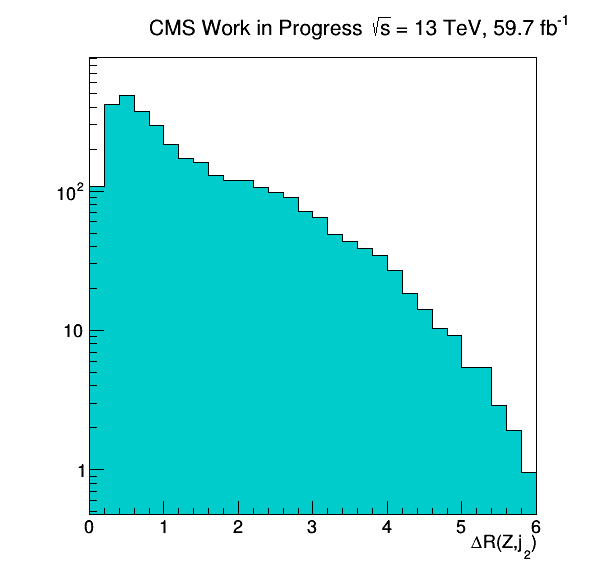 CMS Work in Progress √s = 13 TeV, 59.7 fb⁻¹
10²
10
1
0 1 2 3 4 5 6
ΔR(Z,j₂)